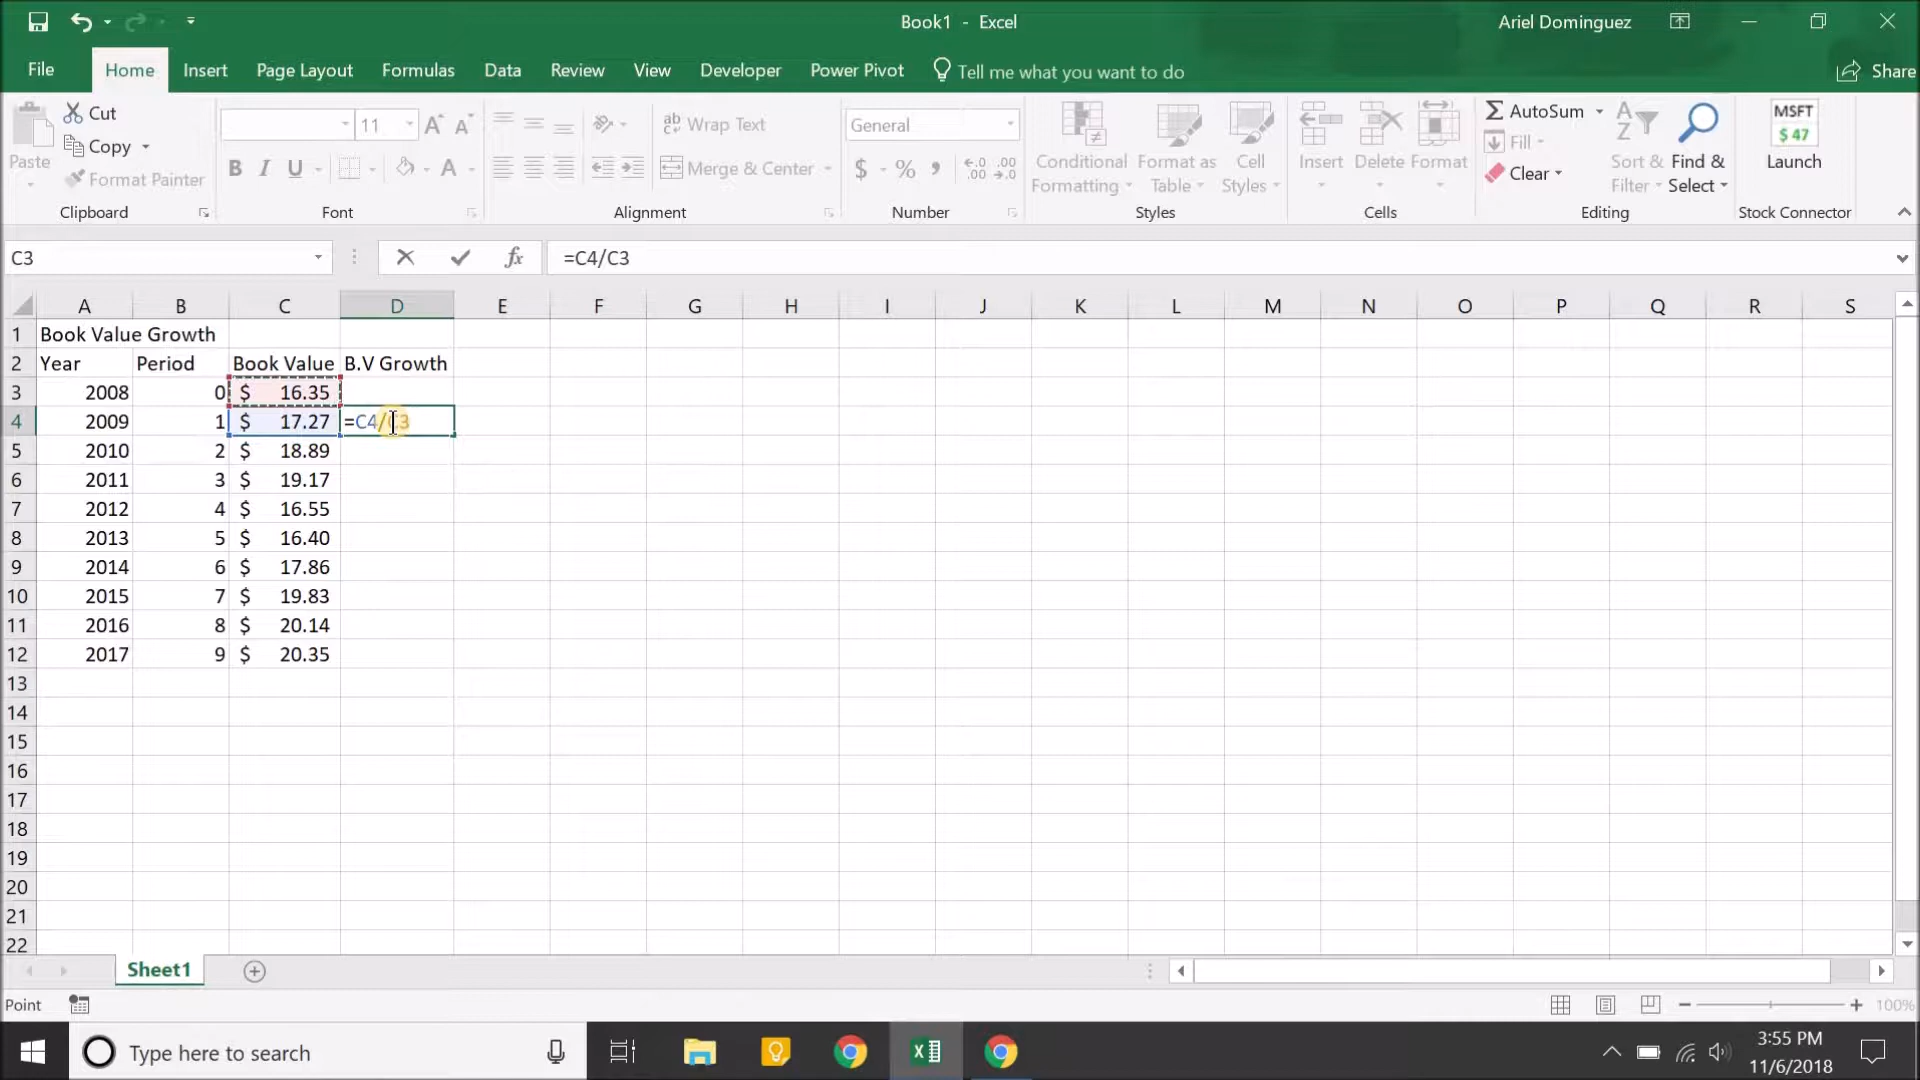 Book1 - Excel
Ariel Dominguez
File Home Insert Page Layout Formulas Data Review View Developer Power Pivot Tell me what you want to do Share
Paste
Cut
Copy
Format Painter
Clipboard
11 A A
B I U A
Font
ab Wrap Text
Merge & Center
Alignment
General
$ % , ←.0 .00 .00 →.0
Number
Conditional Formatting
Format as Table
Cell Styles
Styles
Insert Delete Format
Cells
Σ AutoSum
Fill
Clear
A Z Sort & Filter
Find & Select
Editing
MSFT
$ 47
Launch
Stock Connector
C3 fx =C4/C3
A B C D E F G H I J K L M N O P Q R S
1 Book Value Growth
2 Year Period Book Value B.V Growth
3 2008 0 $ 16.35
4 2009 1 $ 17.27 =C4/C3
5 2010 2 $ 18.89
6 2011 3 $ 19.17
7 2012 4 $ 16.55
8 2013 5 $ 16.40
9 2014 6 $ 17.86
10 2015 7 $ 19.83
11 2016 8 $ 20.14
12 2017 9 $ 20.35
13
14
15
16
17
18
19
20
21
22
Sheet1
Point
100%
Type here to search
3:55 PM
11/6/2018